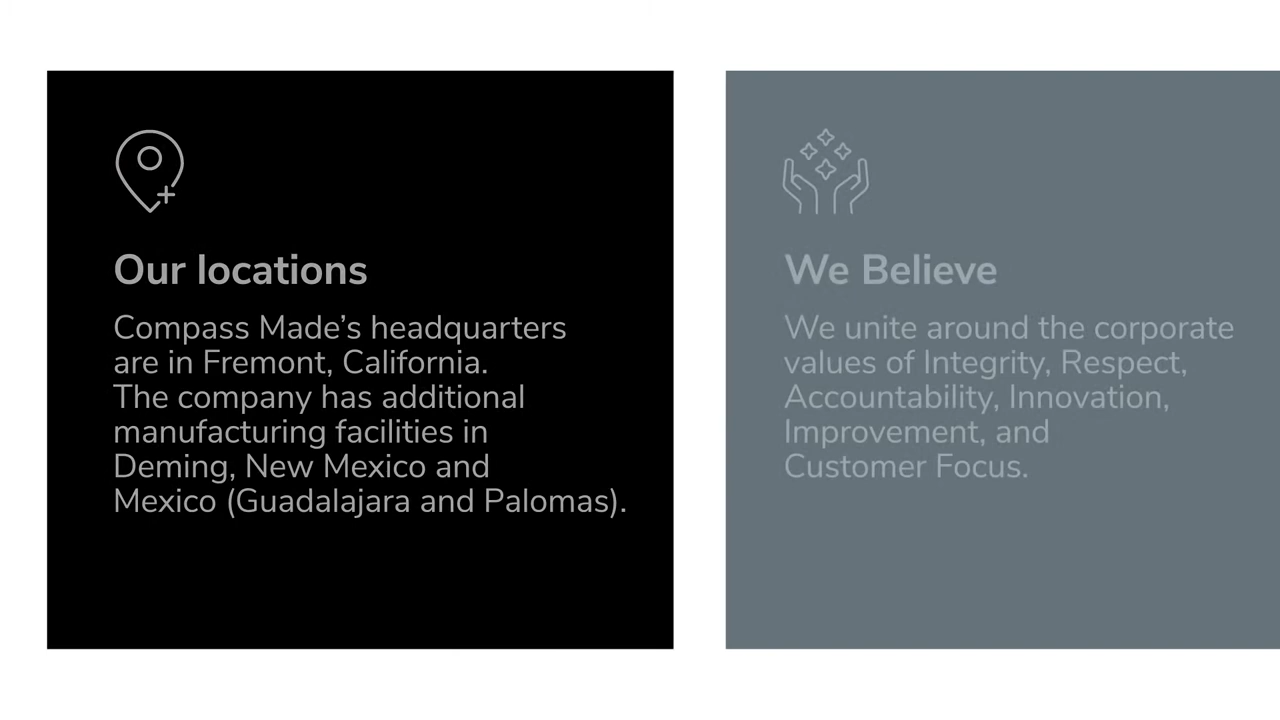 Our locations
Compass Made’s headquarters
are in Fremont, California.
The company has additional
manufacturing facilities in
Deming, New Mexico and
Mexico (Guadalajara and Palomas).
We Believe
We unite around the corporate
values of Integrity, Respect,
Accountability, Innovation,
Improvement, and
Customer Focus.